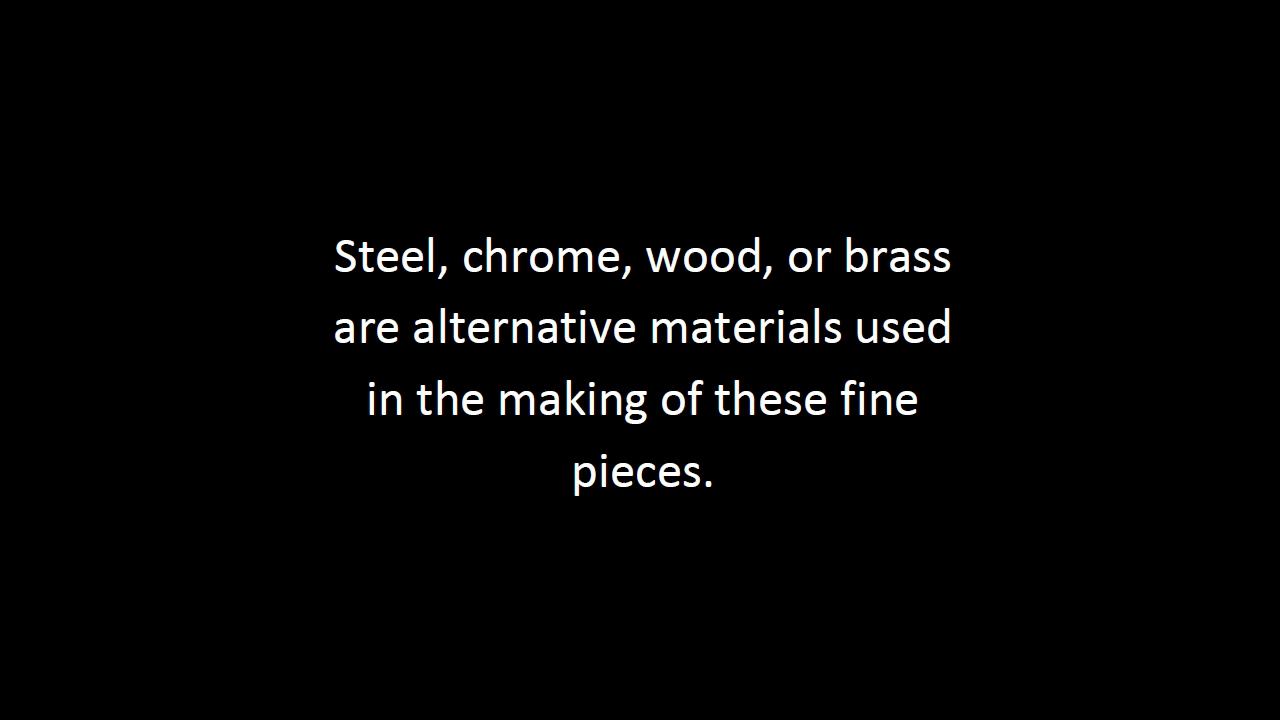 Steel, chrome, wood, or brass
are alternative materials used
in the making of these fine
pieces.